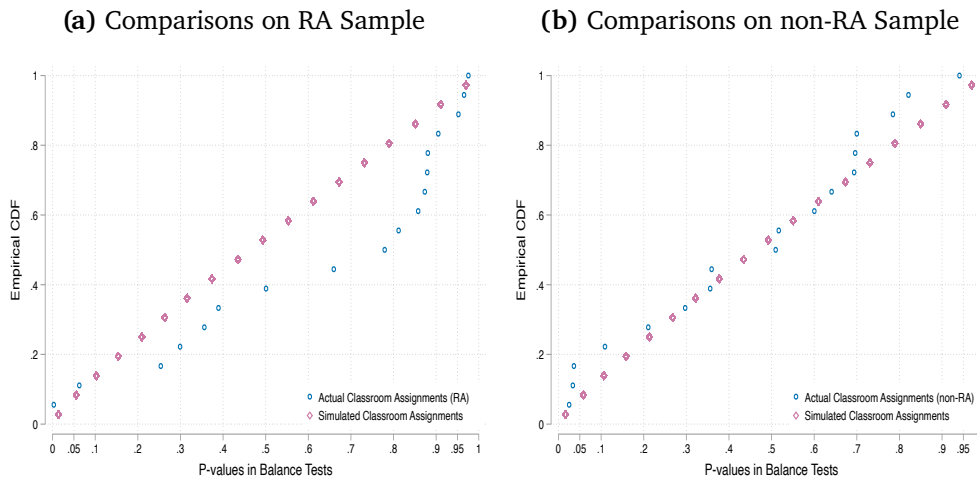 (a) Comparisons on RA Sample
Empirical CDF
1
.8
.6
.4
.2
0
Actual Classroom Assignments (RA)
Simulated Classroom Assignments
0 .05 .1 .2 .3 .4 .5 .6 .7 .8 .9 .95 1
P-values in Balance Tests
(b) Comparisons on non-RA Sample
Empirical CDF
1
.8
.6
.4
.2
0
Actual Classroom Assignments (non-RA)
Simulated Classroom Assignments
0 .05 .1 .2 .3 .4 .5 .6 .7 .8 .9 .95
P-values in Balance Tests